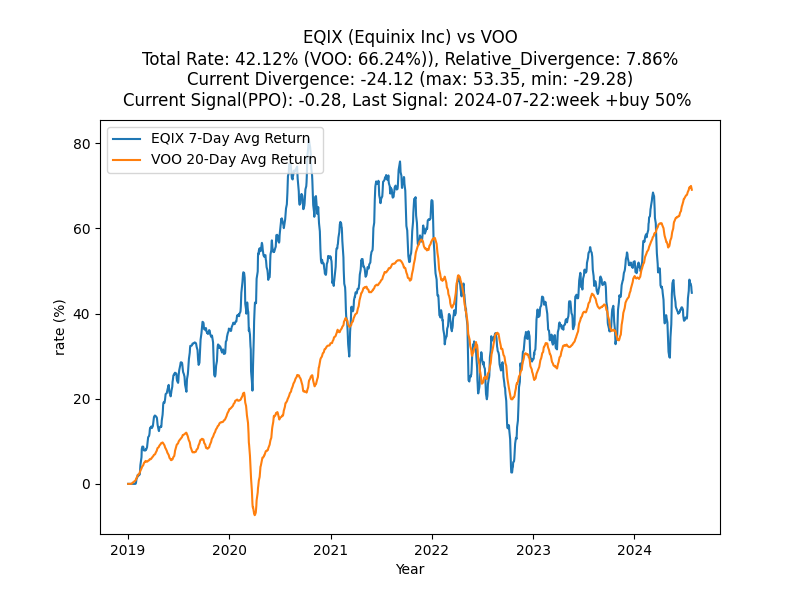 EQIX (Equinix Inc) vs VOO
Total Rate: 42.12% (VOO: 66.24%)), Relative_Divergence: 7.86%
Current Divergence: -24.12 (max: 53.35, min: -29.28)
Current Signal(PPO): -0.28, Last Signal: 2024-07-22:week +buy 50%
EQIX 7-Day Avg Return
VOO 20-Day Avg Return
80
60
40
20
0
rate (%)
2019 2020 2021 2022 2023 2024
Year